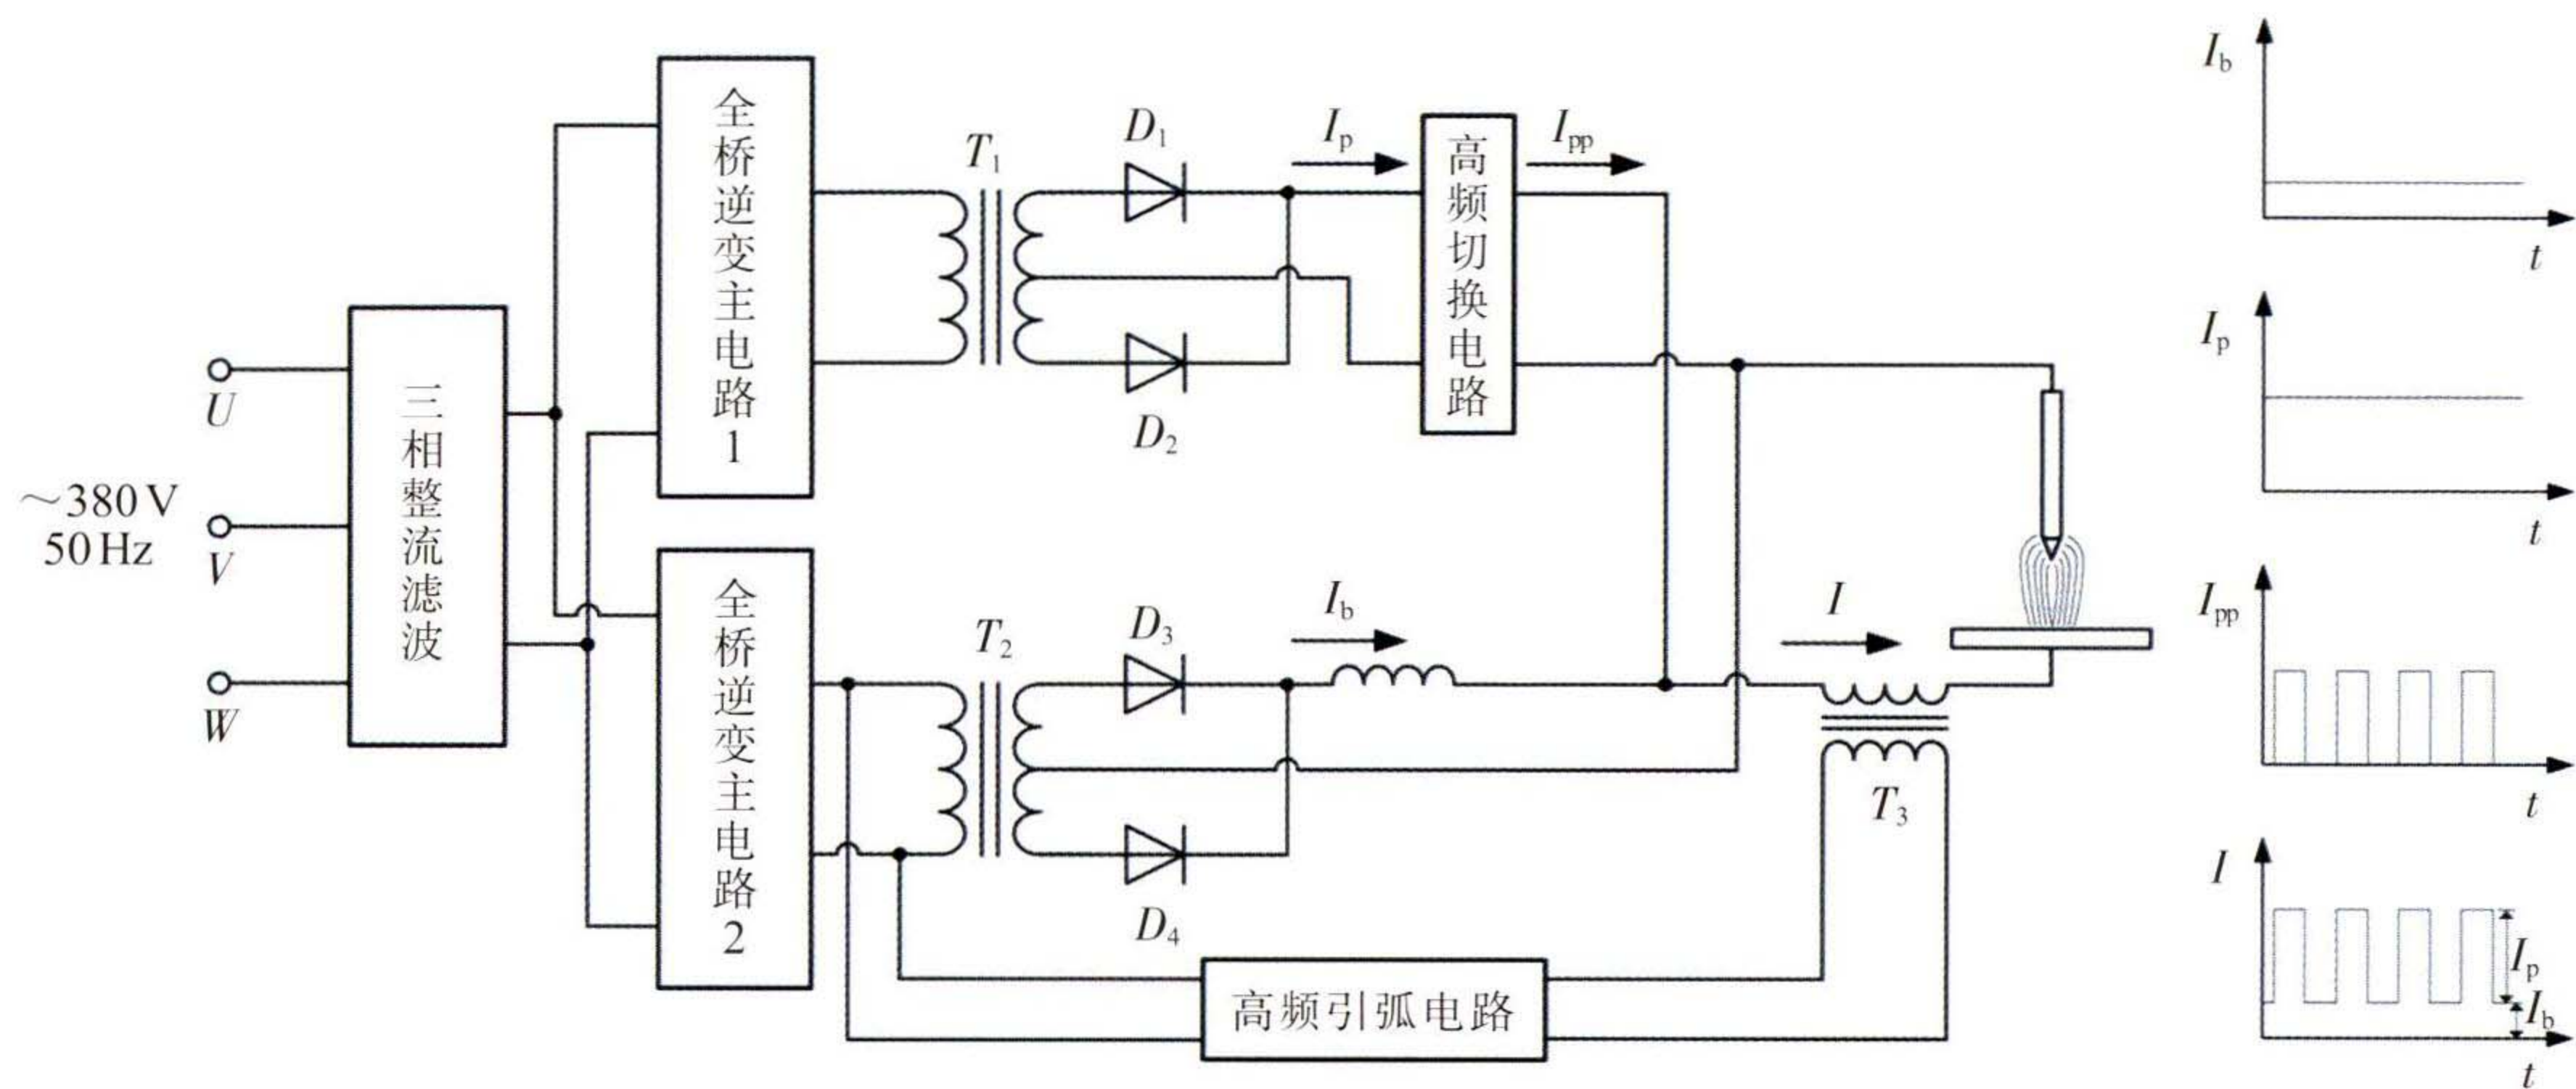 ~380 V
50 Hz
U
V
W
三相整流滤波
全桥逆变主电路1
全桥逆变主电路2
T1
D1
D2
Ip
高频切换电路
Ipp
T2
D3
D4
Ib
I
T3
高频引弧电路
Ib
t
Ip
t
Ipp
t
I
Ip
Ib
t